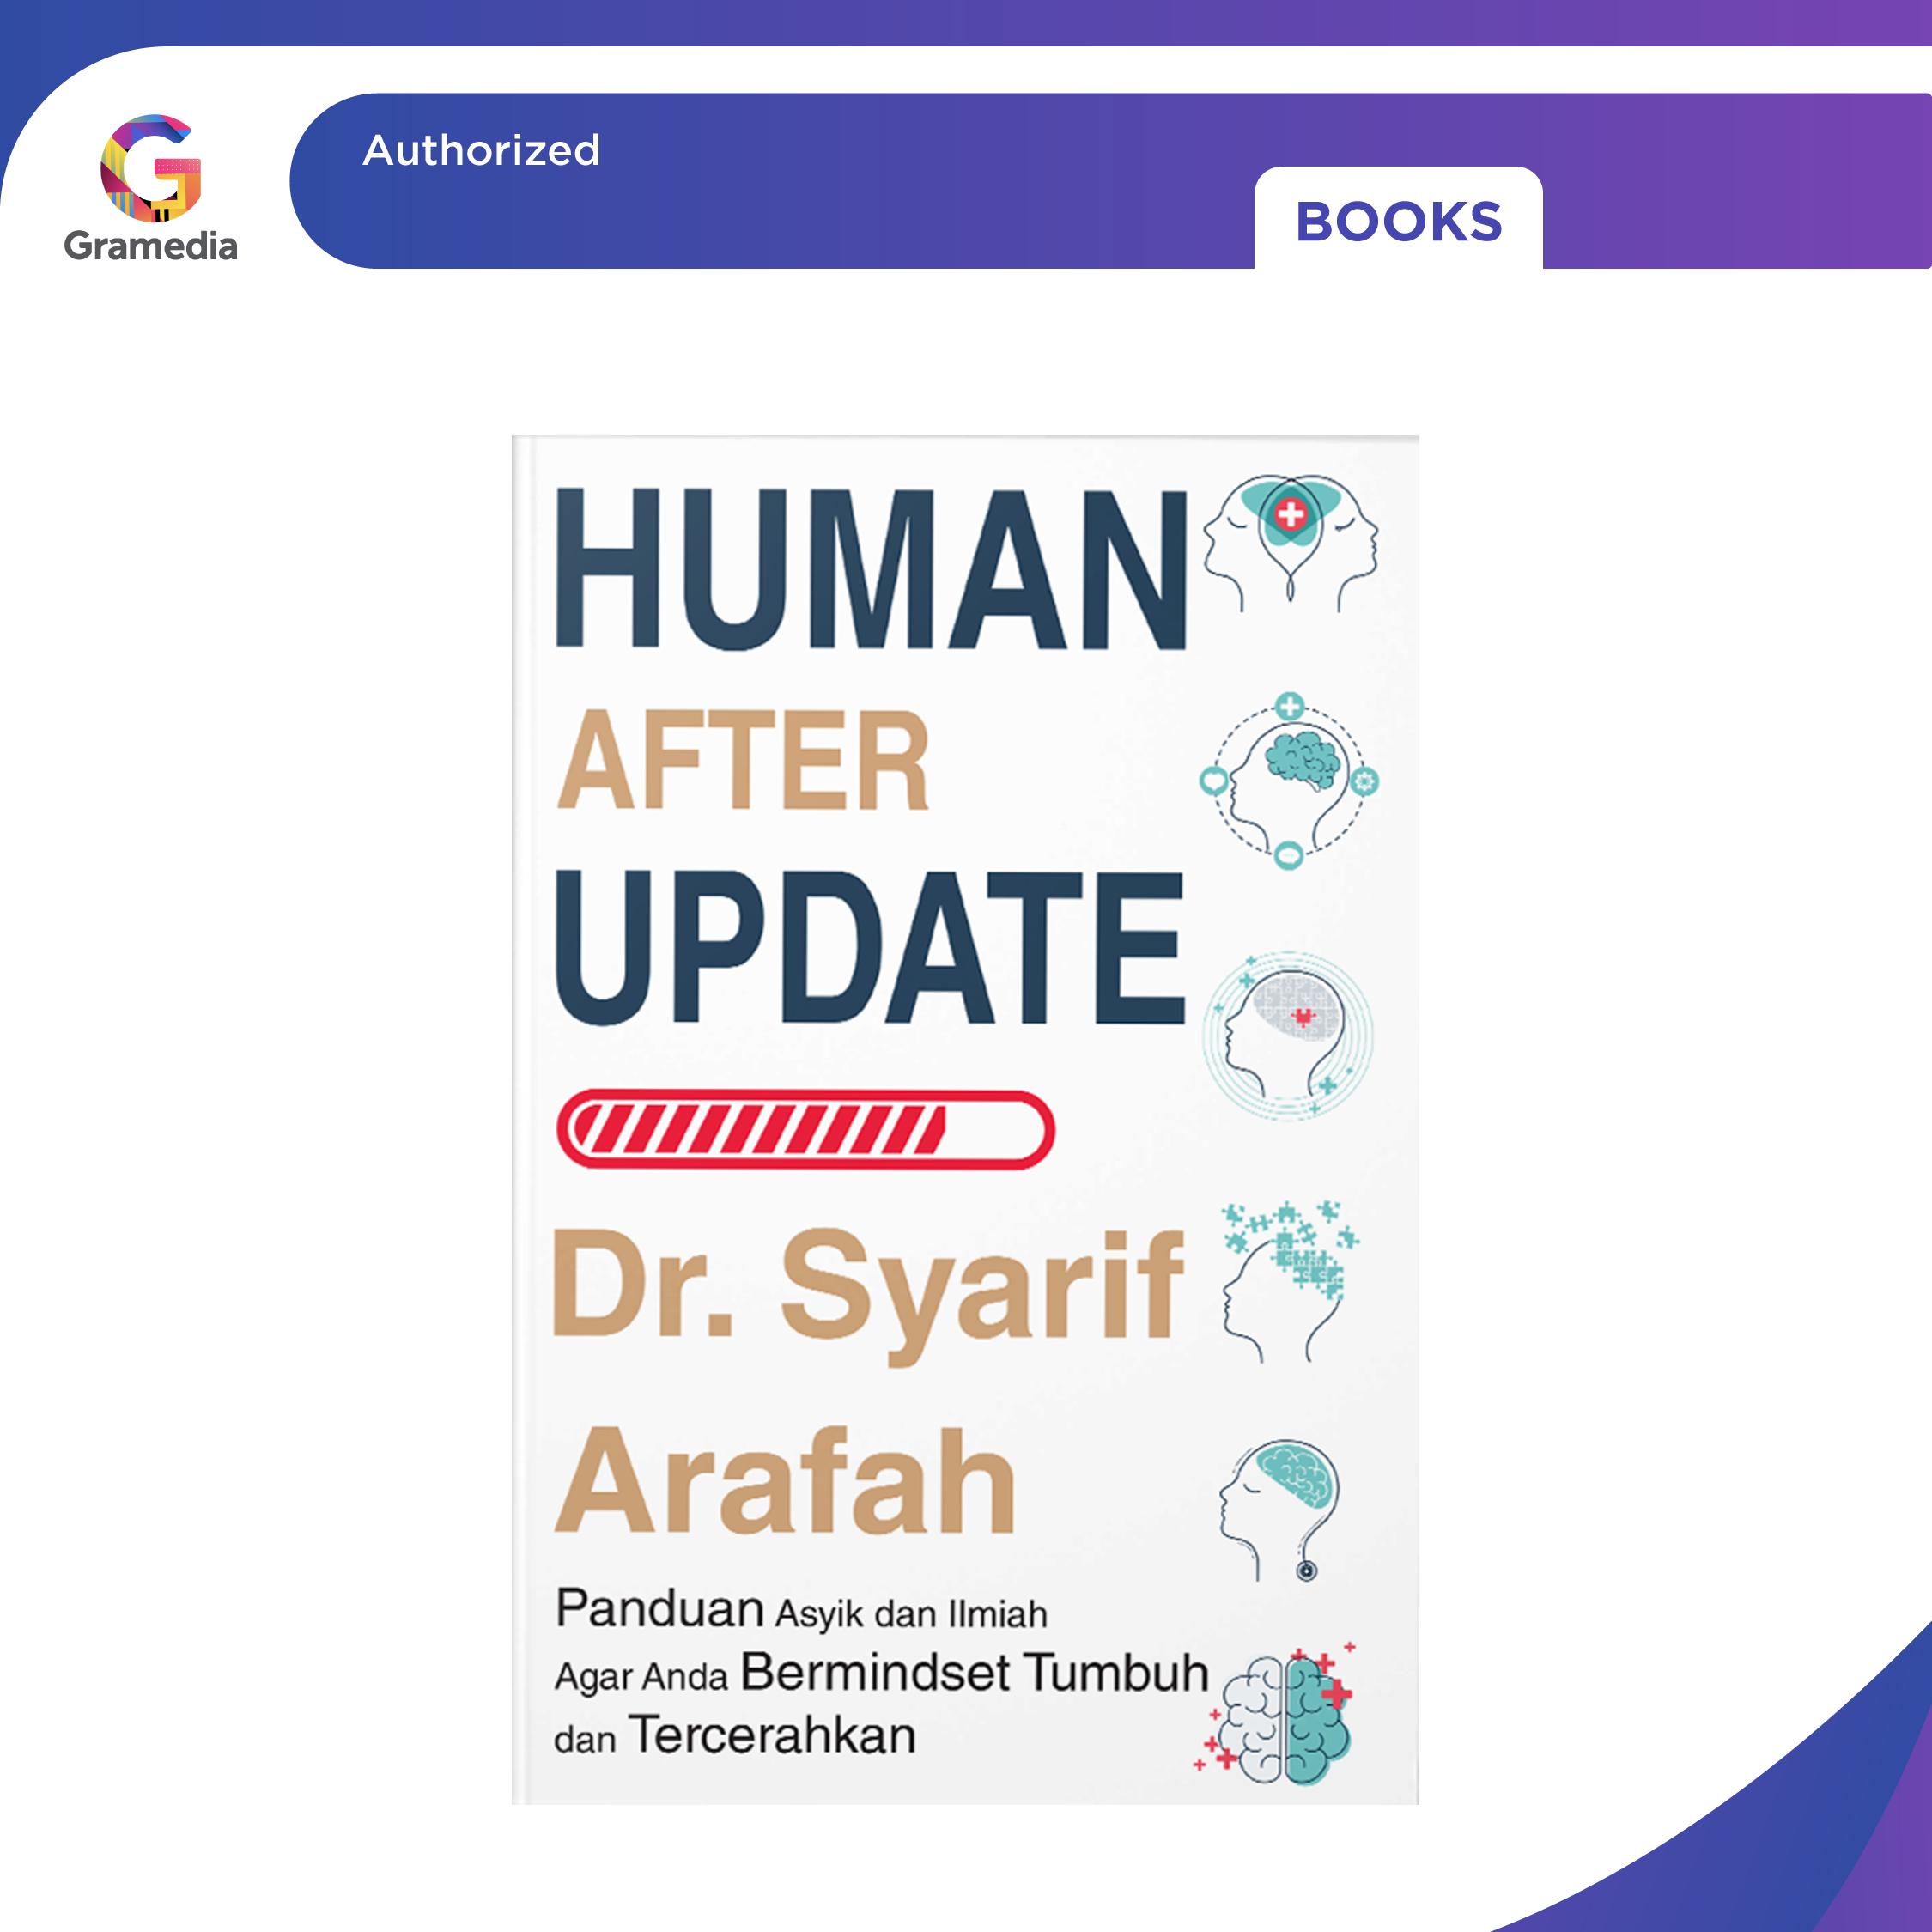 Gramedia
Authorized
BOOKS
HUMAN
AFTER
UPDATE
Dr. Syarif
Arafah
Panduan Asyik dan Ilmiah
Agar Anda Bermindset Tumbuh
dan Tercerahkan